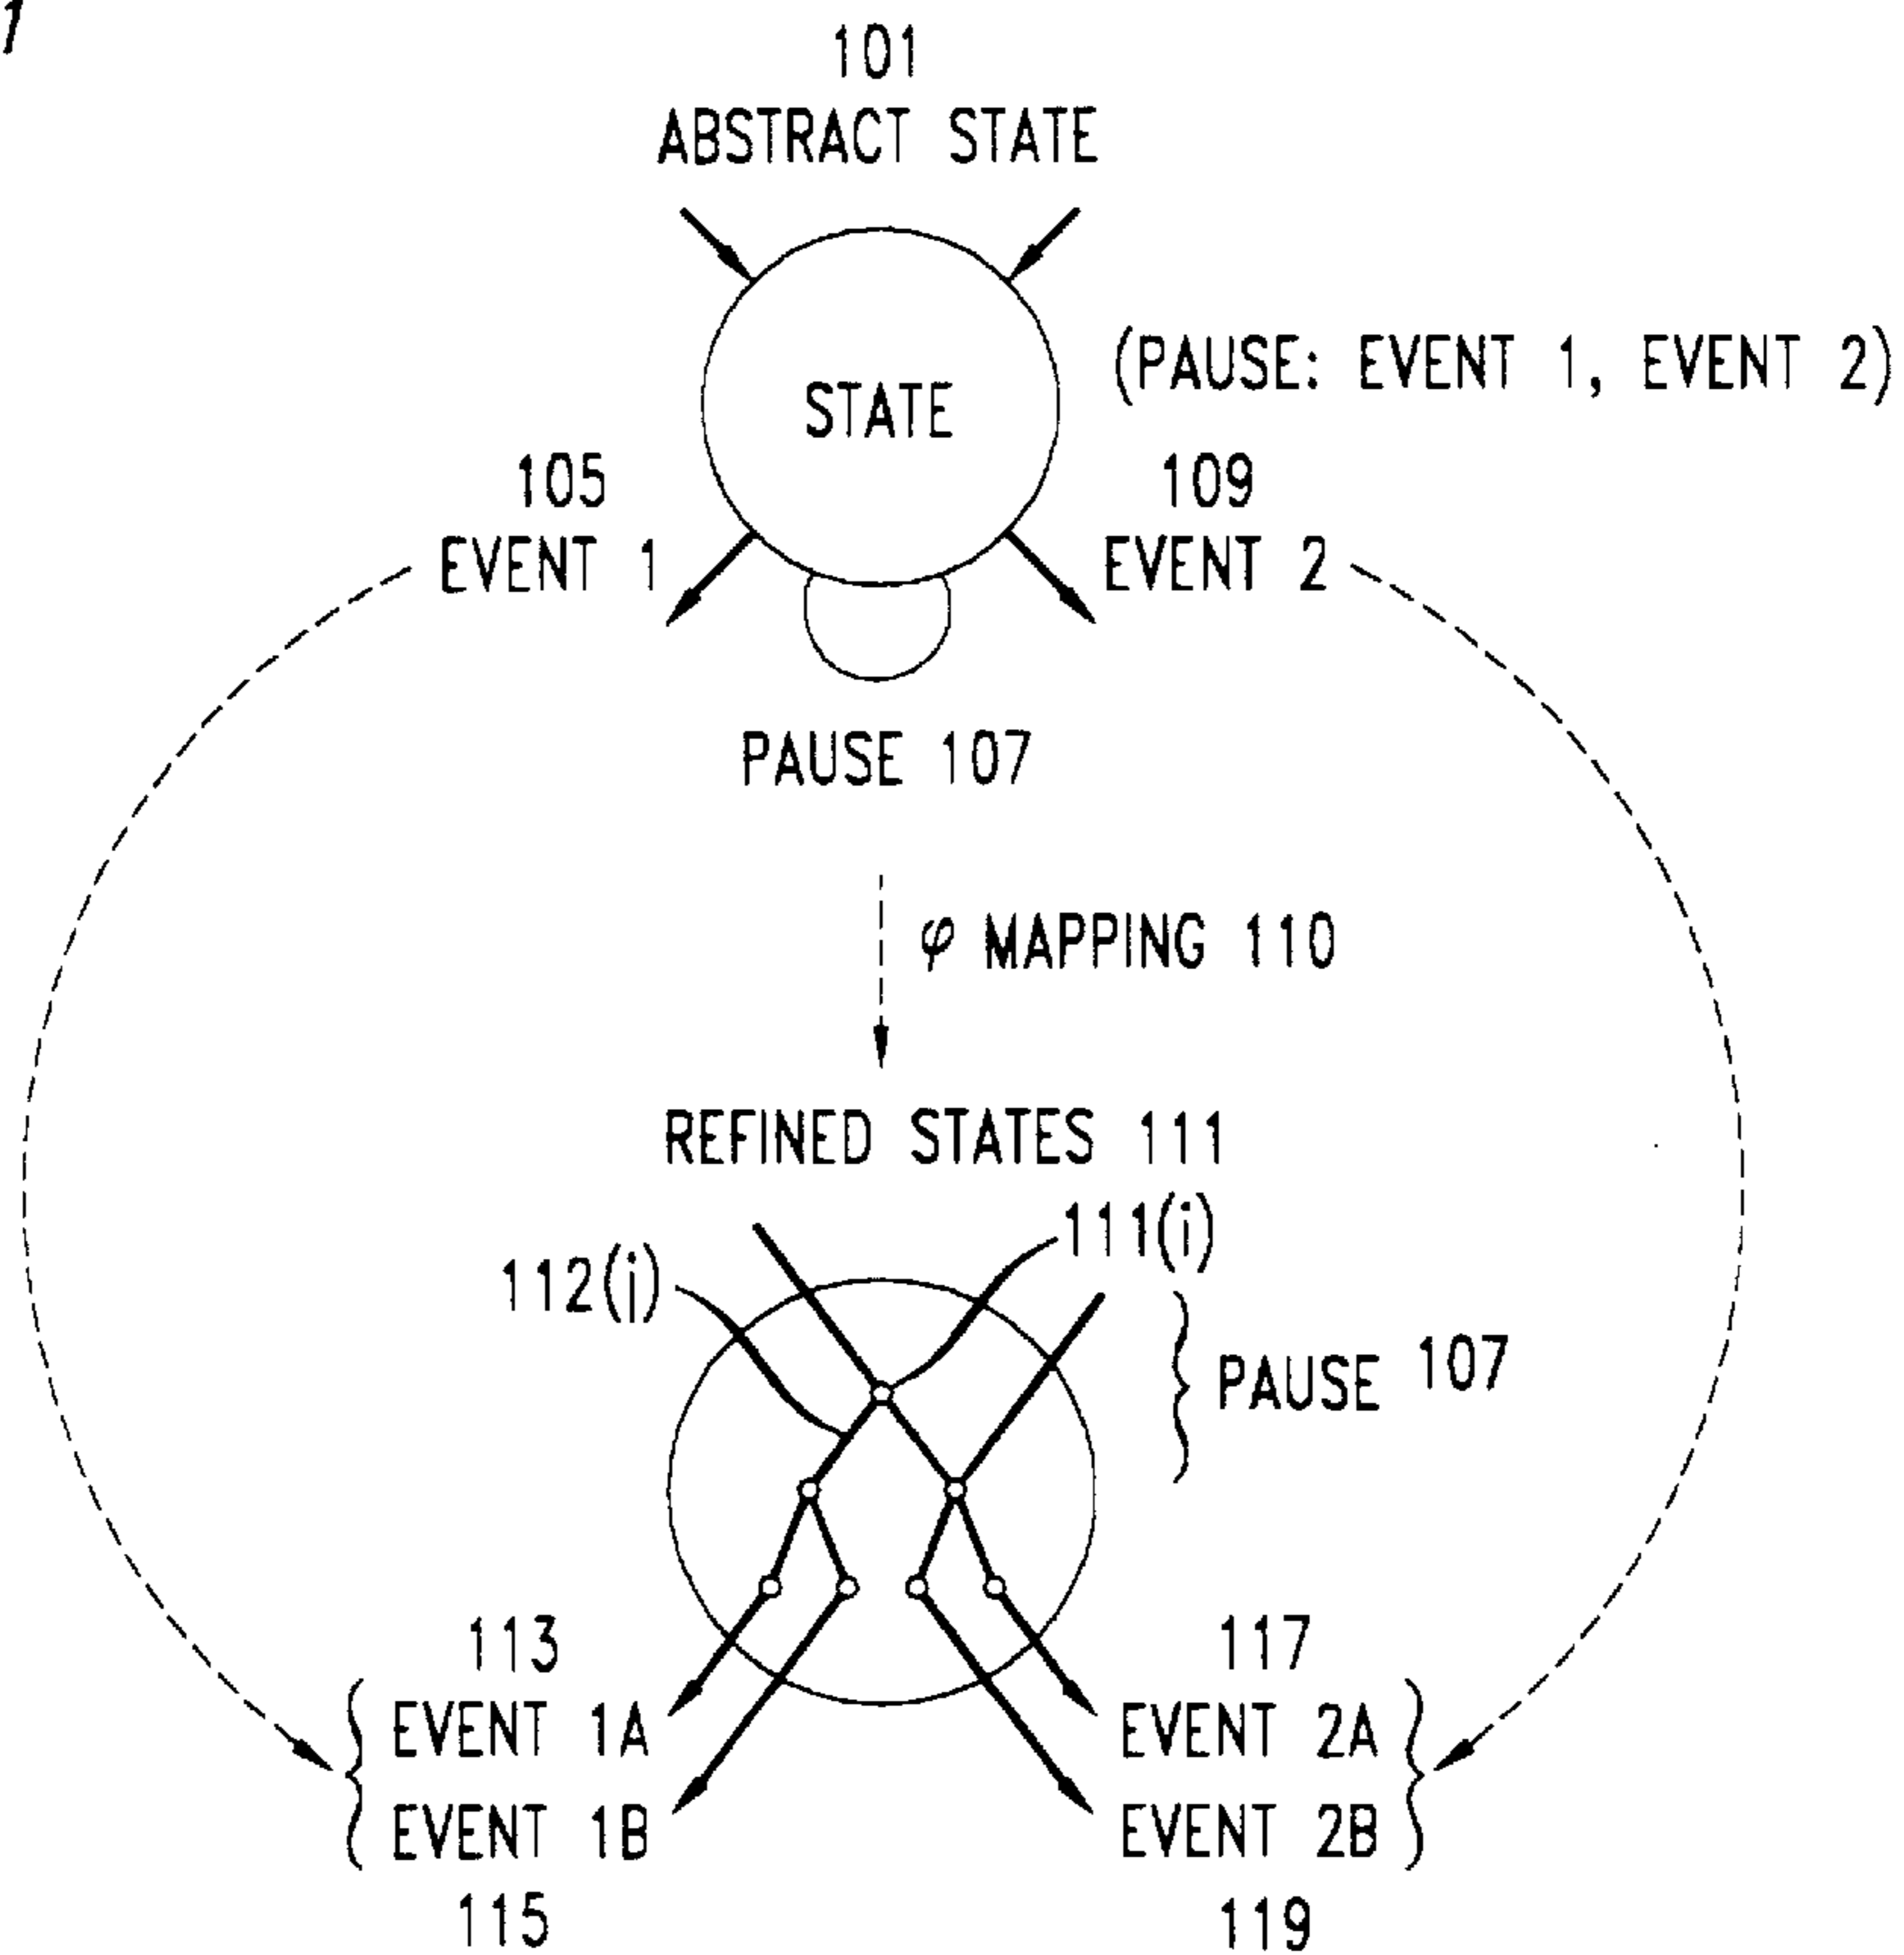 101
ABSTRACT STATE
STATE
(PAUSE: EVENT 1, EVENT 2)
105
EVENT 1
109
EVENT 2
PAUSE 107
φ MAPPING 110
REFINED STATES 111
111(i)
112(j)
PAUSE 107
113
EVENT 1A
EVENT 1B
115
117
EVENT 2A
EVENT 2B
119